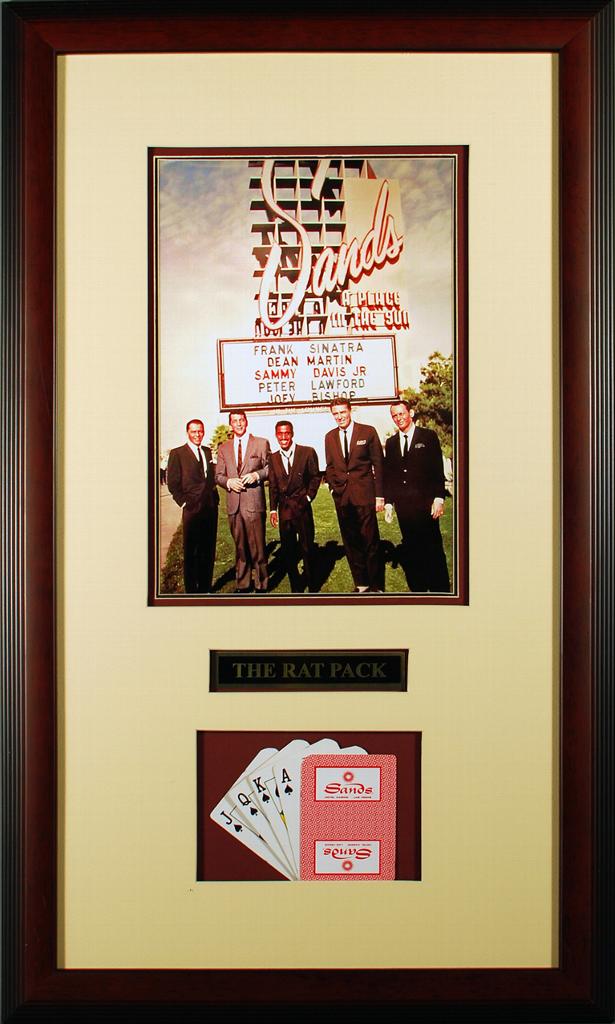 Sands
A PLACE
IN THE SUN
FRANK SINATRA
DEAN MARTIN
SAMMY DAVIS JR
PETER LAWFORD
JOEY BISHOP
THE RAT PACK
J
Q
K
A
Sands
Sands